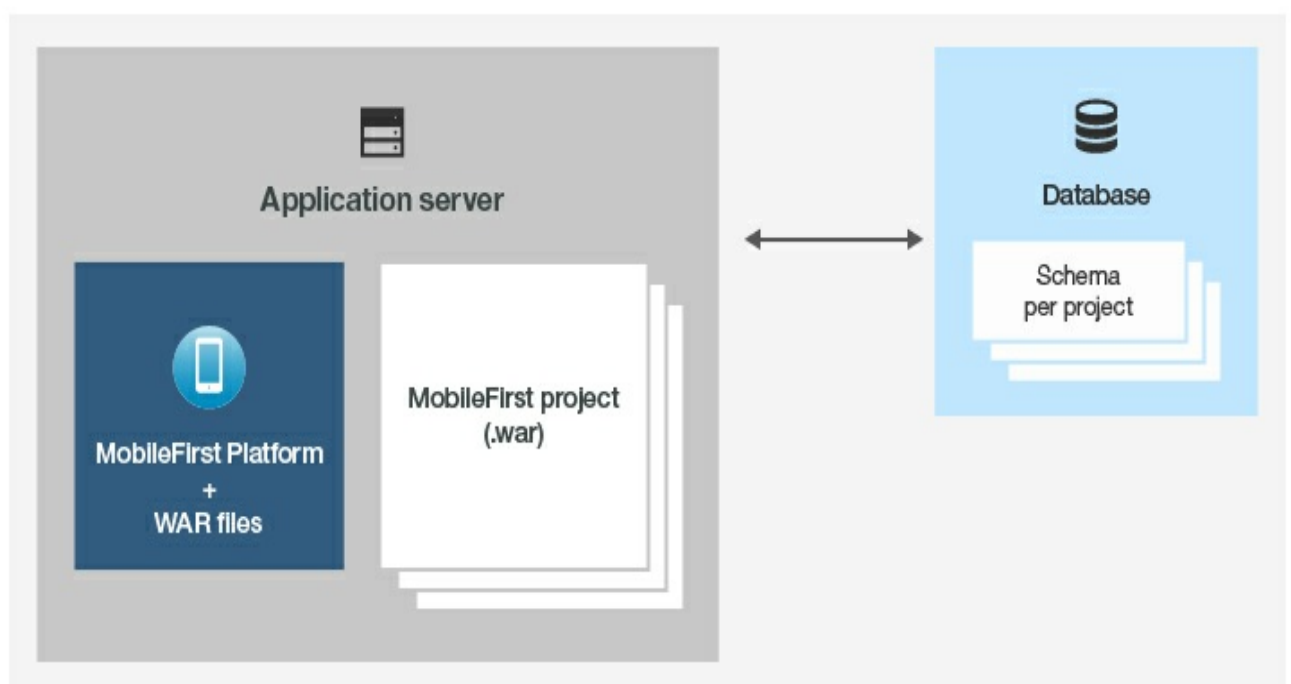 Application server
MobileFirst Platform
+
WAR files
MobileFirst project
(.war)
Database
Schema
per project